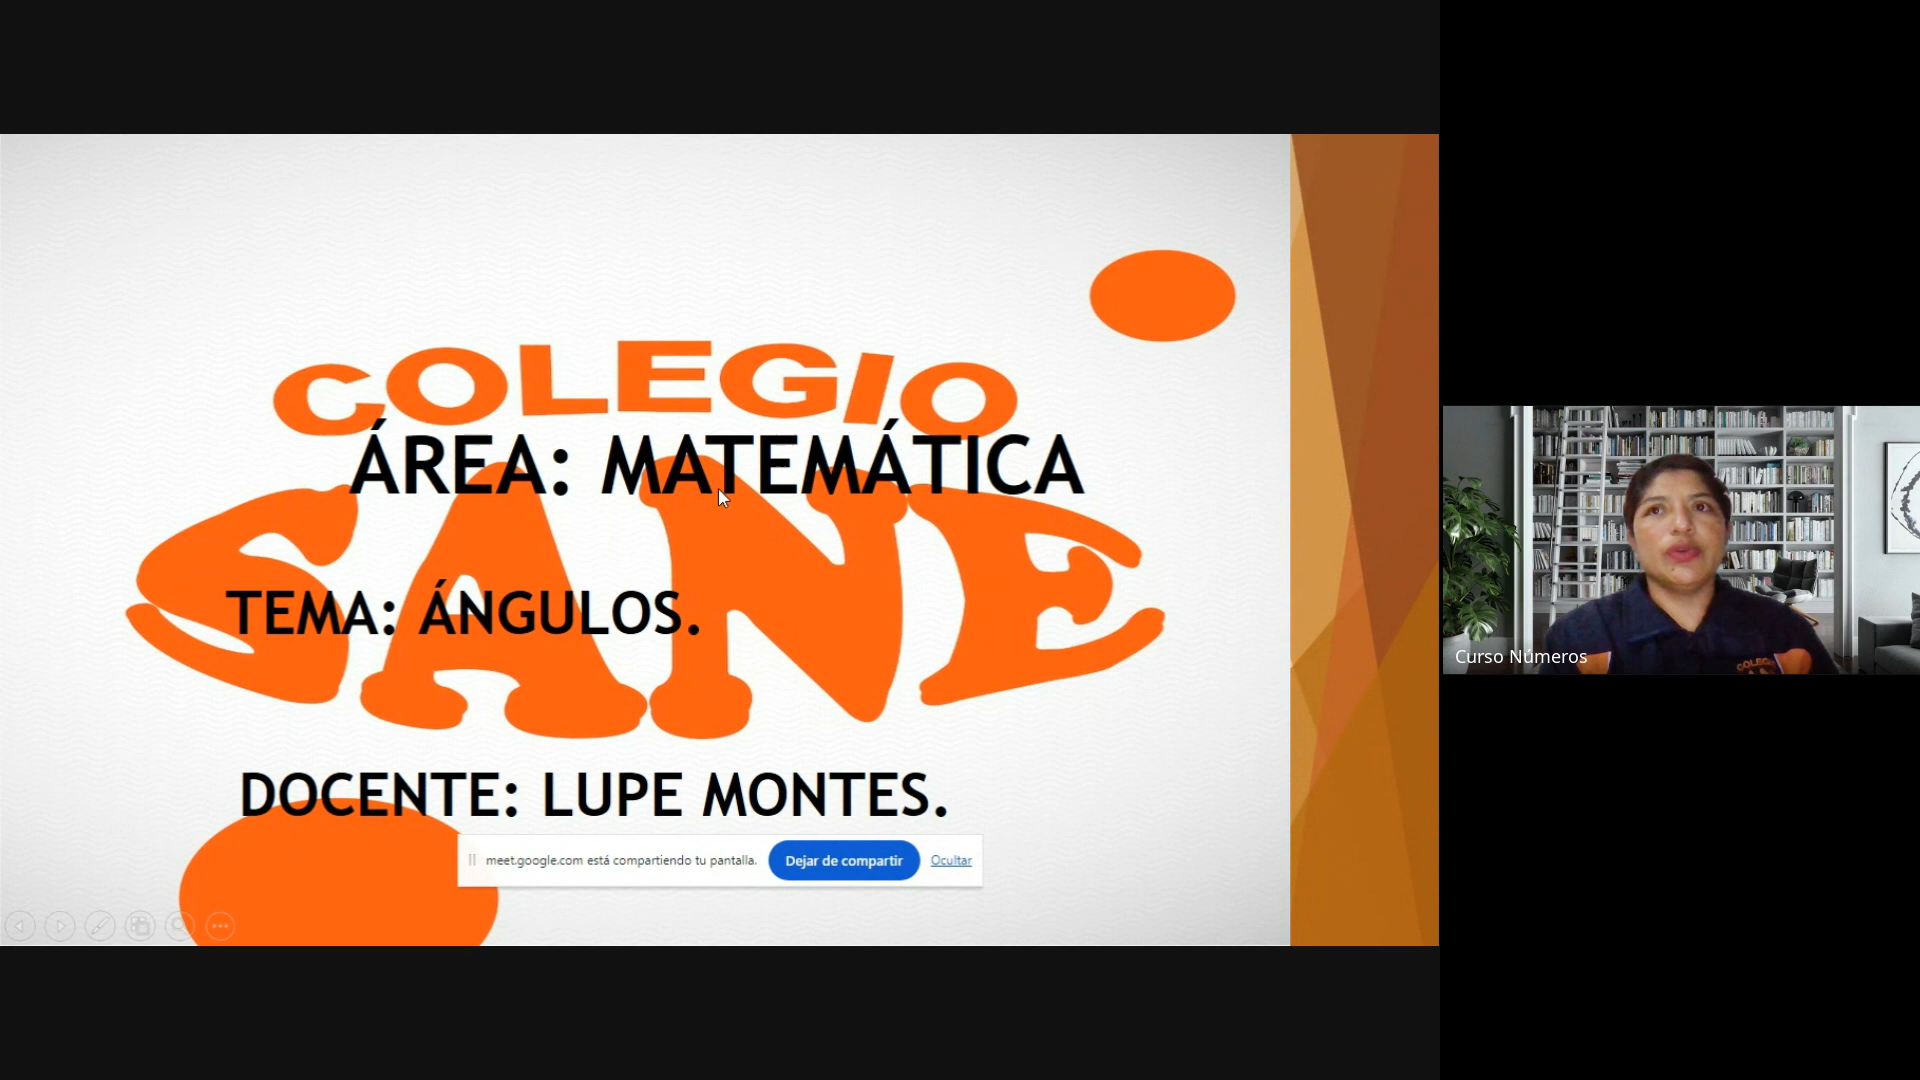 COLEGIO
SANE
ÁREA: MATEMÁTICA
TEMA: ÁNGULOS.
DOCENTE: LUPE MONTES.
meet.google.com está compartiendo tu pantalla.
Dejar de compartir
Ocultar
Curso Números
COLEGIO